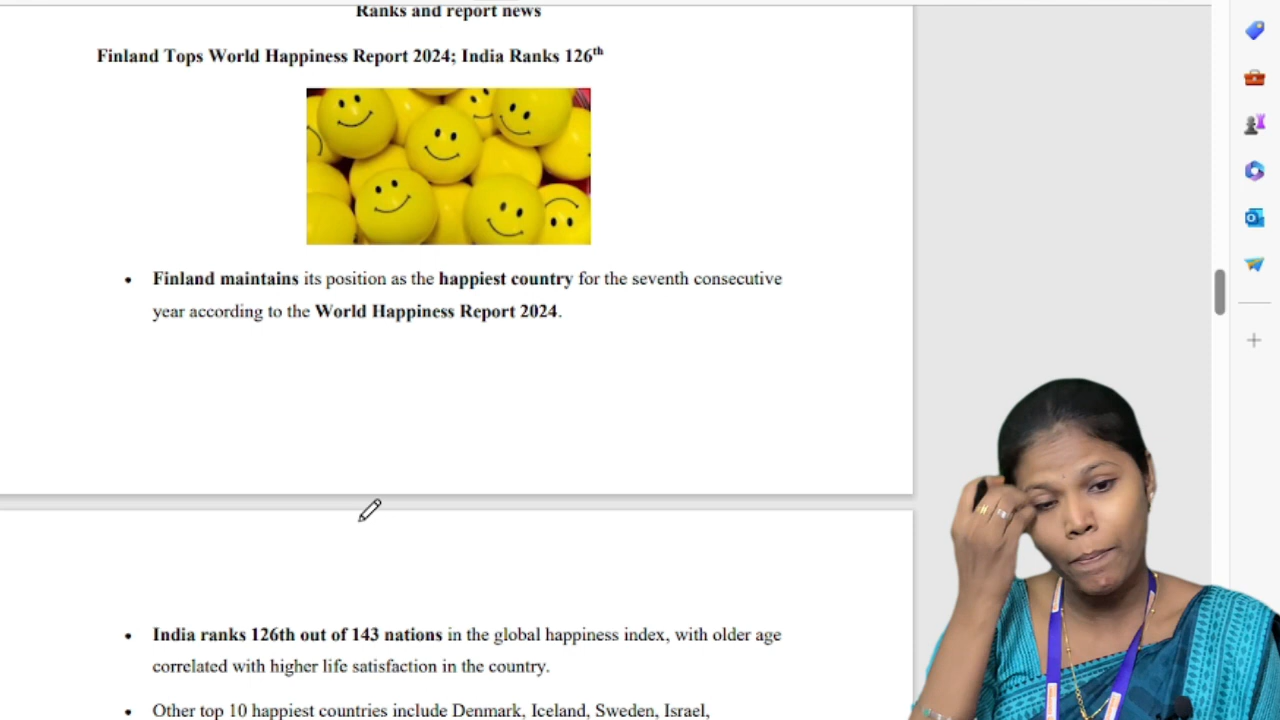 Ranks and report news
Finland Tops World Happiness Report 2024; India Ranks 126th
• Finland maintains its position as the happiest country for the seventh consecutive
year according to the World Happiness Report 2024.
• India ranks 126th out of 143 nations in the global happiness index, with older age
correlated with higher life satisfaction in the country.
• Other top 10 happiest countries include Denmark, Iceland, Sweden, Israel,